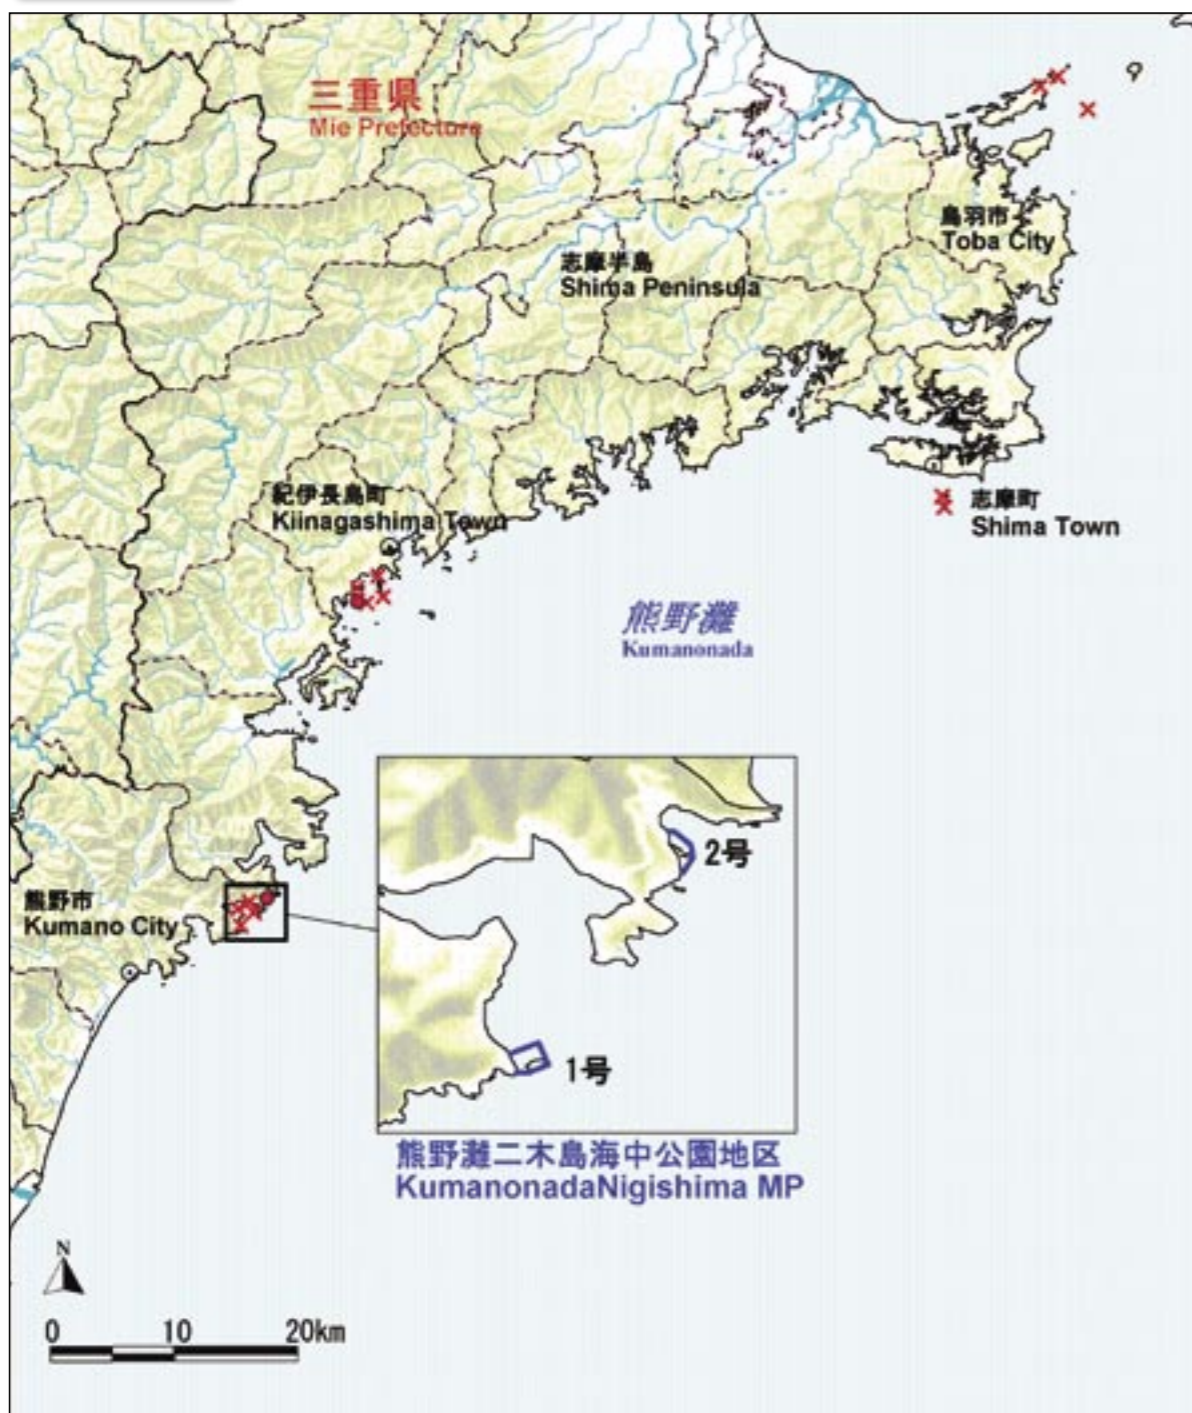 三重県
Mie Prefecture
鳥羽市
Toba City
志摩半島
Shima Peninsula
紀伊長島町
Kiinagashima Town
志摩町
Shima Town
熊野灘
Kumanonada
2号
熊野市
Kumano City
1号
熊野灘二木島海中公園地区
KumanonadaNigishima MP
N
0 10 20km